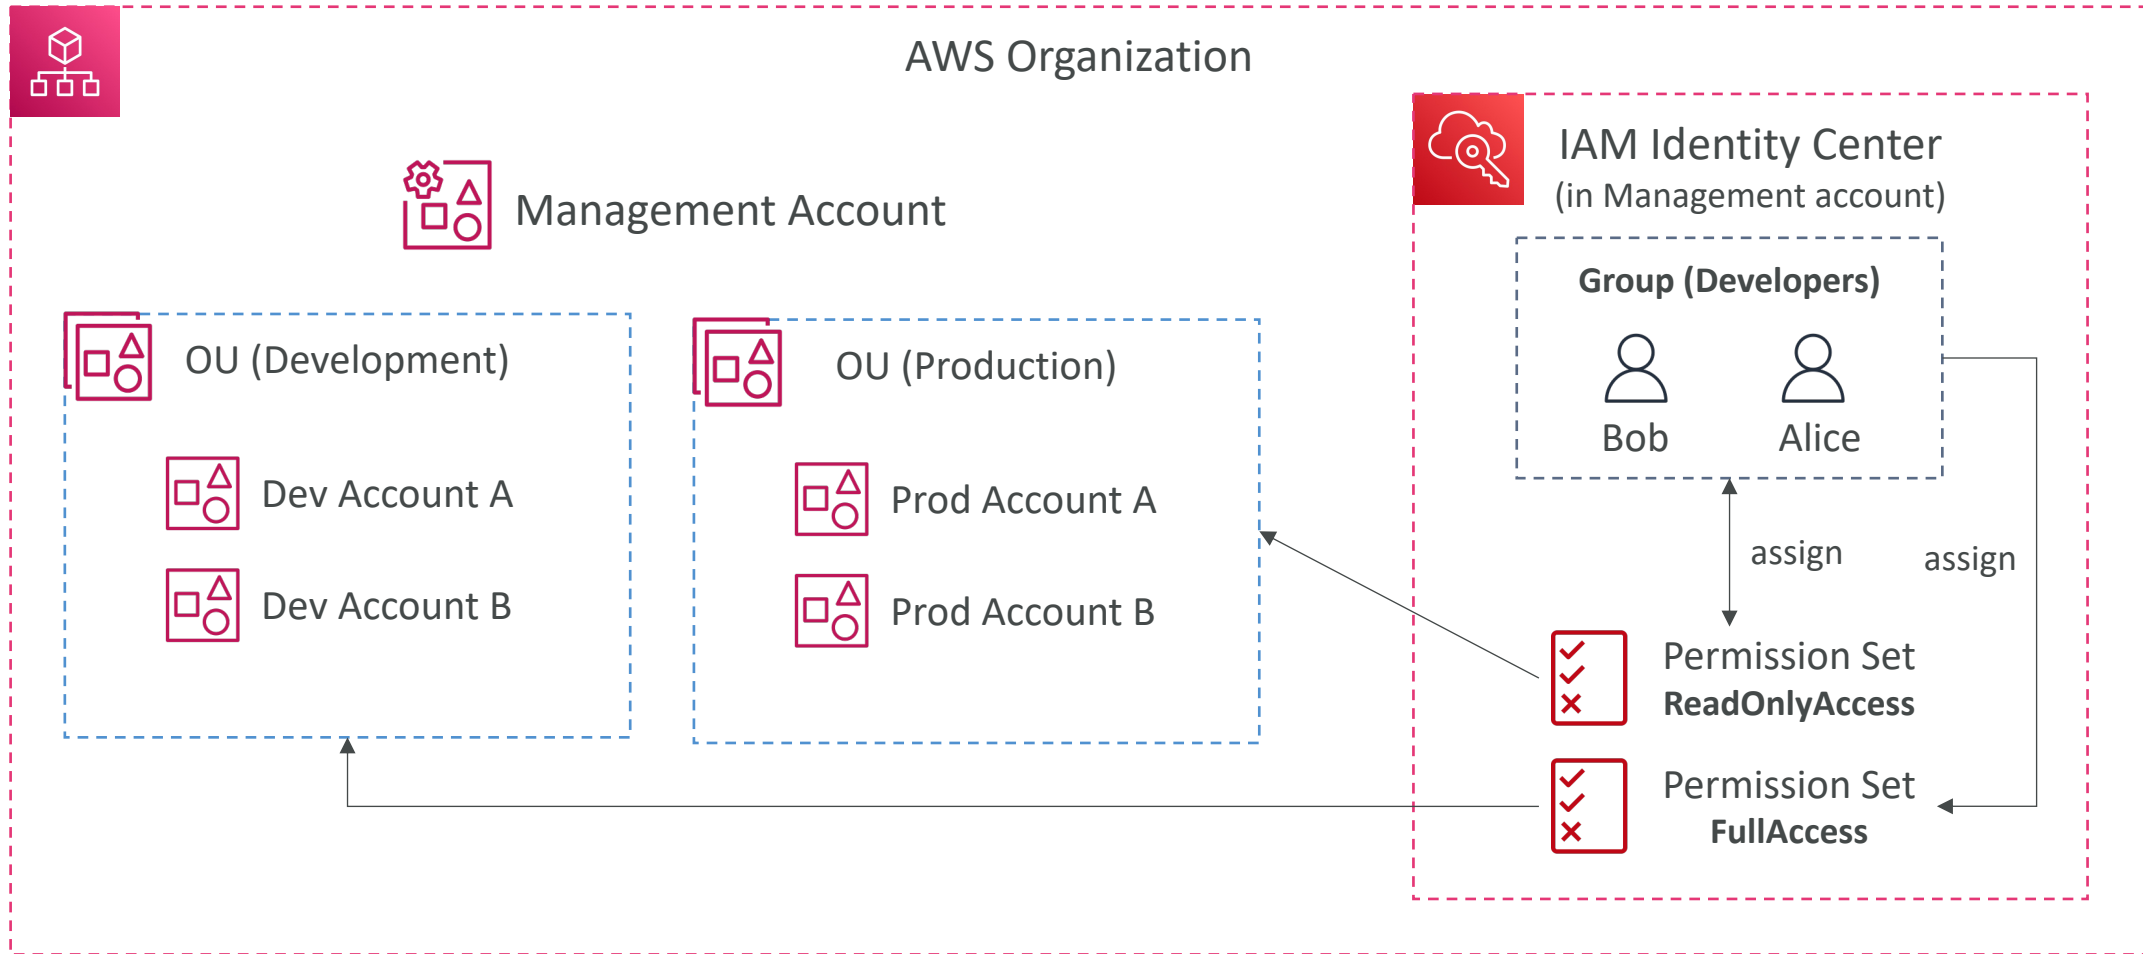 AWS Organization
Management Account
OU (Development)
Dev Account A
Dev Account B
OU (Production)
Prod Account A
Prod Account B
IAM Identity Center
(in Management account)
Group (Developers)
Bob
Alice
assign
assign
Permission Set
ReadOnlyAccess
Permission Set
FullAccess